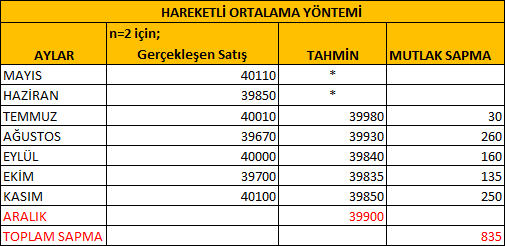 HAREKETLİ ORTALAMA YÖNTEMİ
AYLAR n=2 için; Gerçekleşen Satış TAHMİN MUTLAK SAPMA
MAYIS 40110 *
HAZİRAN 39850 *
TEMMUZ 40010 39980 30
AĞUSTOS 39670 39930 260
EYLÜL 40000 39840 160
EKİM 39700 39835 135
KASIM 40100 39850 250
ARALIK 39900
TOPLAM SAPMA 835